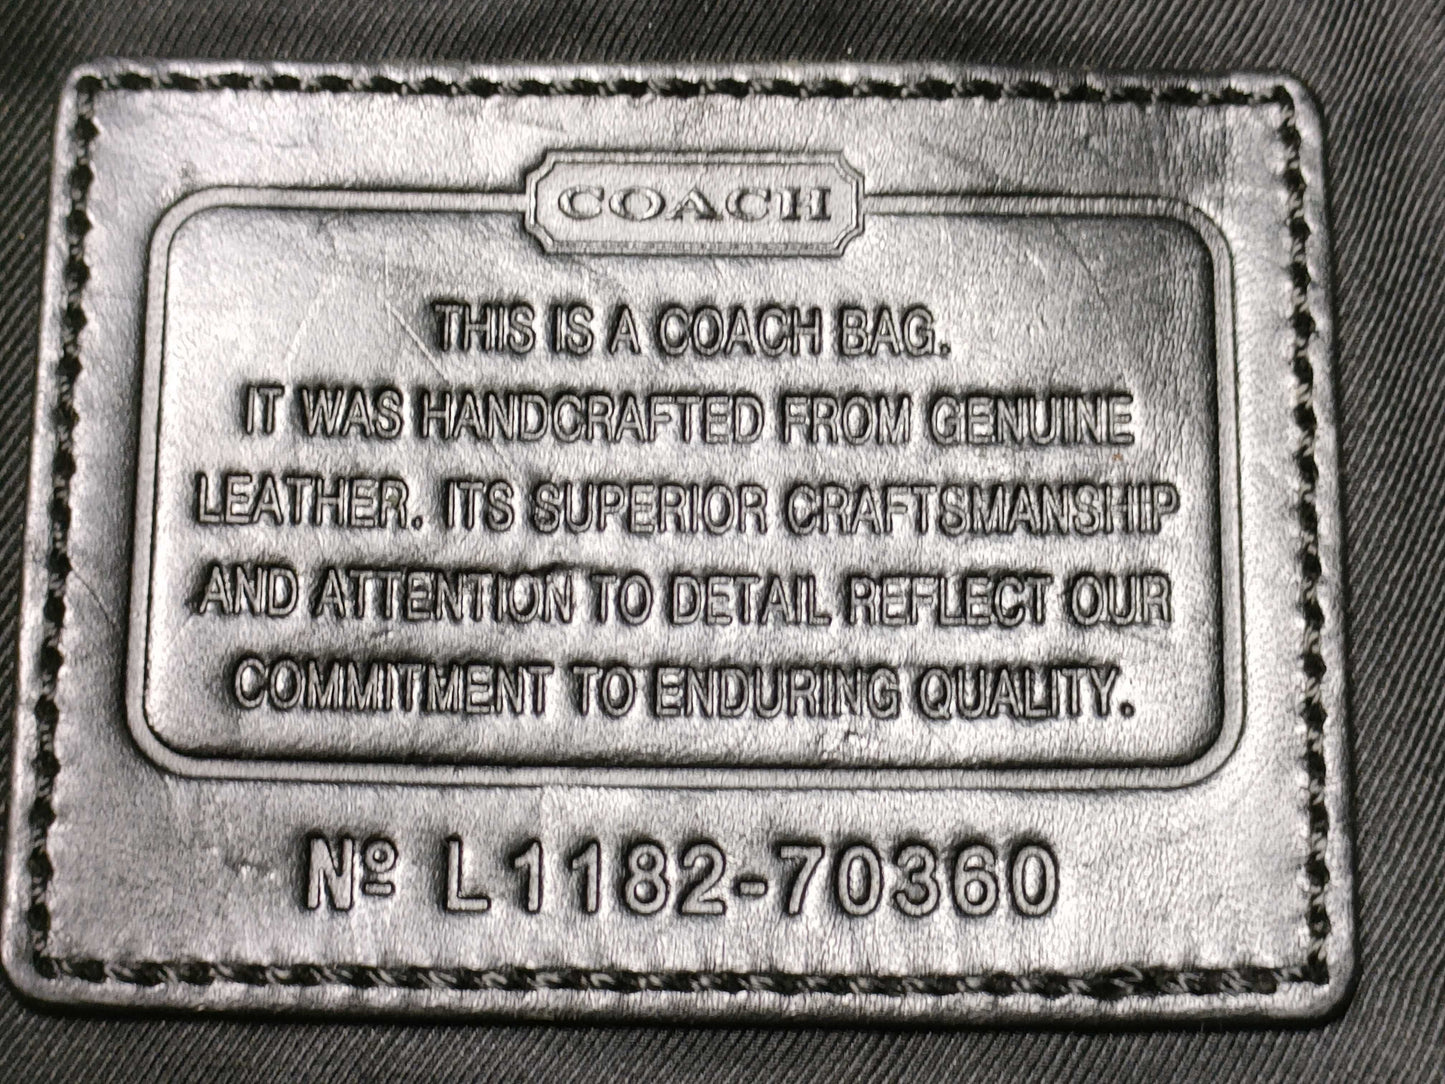 COACH
THIS IS A COACH BAG.
IT WAS HANDCRAFTED FROM GENUINE
LEATHER. ITS SUPERIOR CRAFTSMANSHIP
AND ATTENTION TO DETAIL REFLECT OUR
COMMITMENT TO ENDURING QUALITY.
Nº L1182-70360